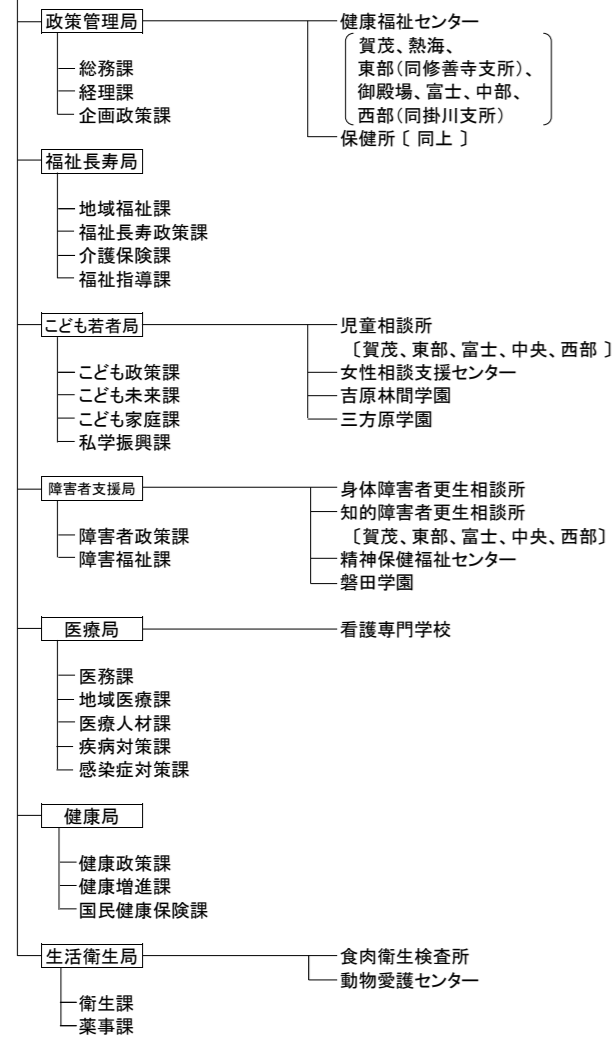 政策管理局 健康福祉センター
賀茂、熱海、
総務課 東部（同修善寺支所）、
経理課 御殿場、富士、中部、
企画政策課 西部（同掛川支所）
保健所〔 同上 〕
福祉長寿局
地域福祉課
福祉長寿政策課
介護保険課
福祉指導課
こども若者局 児童相談所
〔賀茂、東部、富士、中央、西部 〕
こども政策課 女性相談支援センター
こども未来課 吉原林間学園
こども家庭課 三方原学園
私学振興課
障害者支援局 身体障害者更生相談所
知的障害者更生相談所
障害者政策課 〔賀茂、東部、富士、中央、西部〕
障害福祉課 精神保健福祉センター
磐田学園
医療局 看護専門学校
医務課
地域医療課
医療人材課
疾病対策課
感染症対策課
健康局
健康政策課
健康増進課
国民健康保険課
生活衛生局 食肉衛生検査所
動物愛護センター
衛生課
薬事課